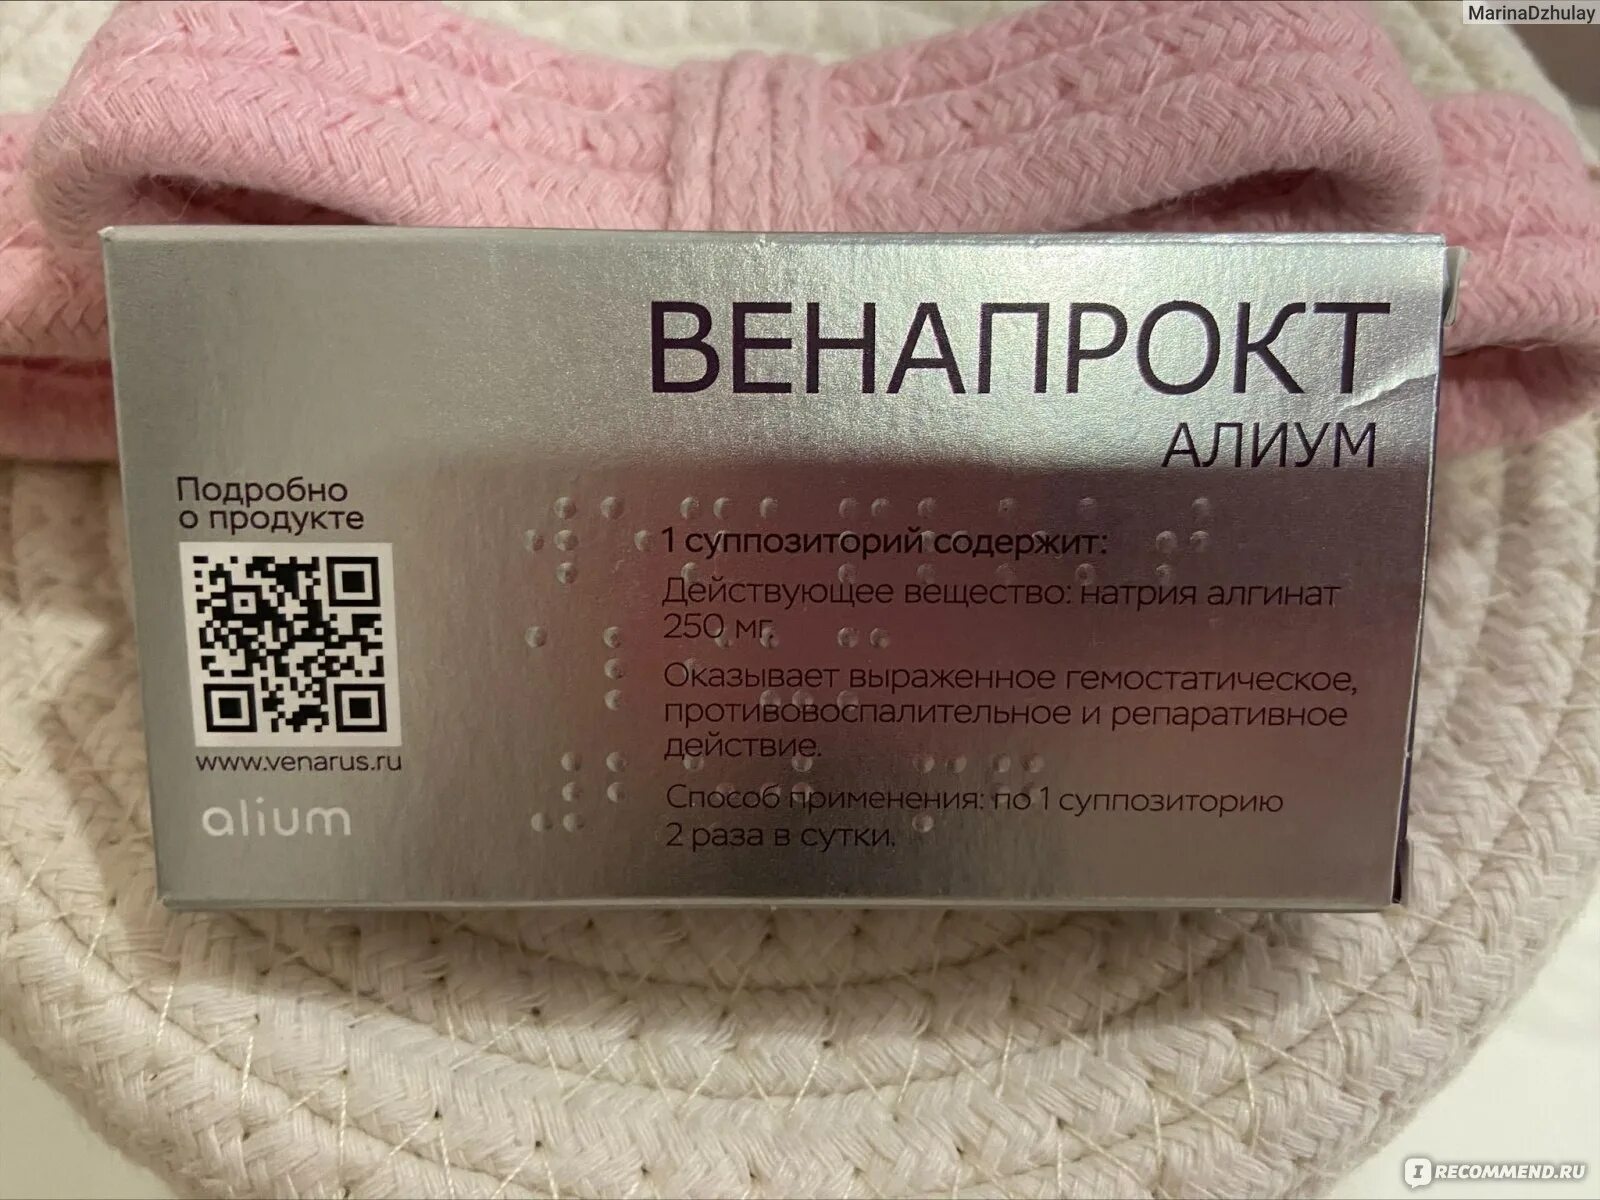 MarinaDzhulay
ВЕНАПРОКТ
АЛИУМ
Подробно
о продукте
www.venarus.ru
alium
1 суппозиторий содержит:
Действующее вещество: натрия алгинат
250 мг.
Оказывает выраженное гемостатическое,
противовоспалительное и репаративное
действие.
Способ применения: по 1 суппозиторию
2 раза в сутки.
IRECOMMEND.RU